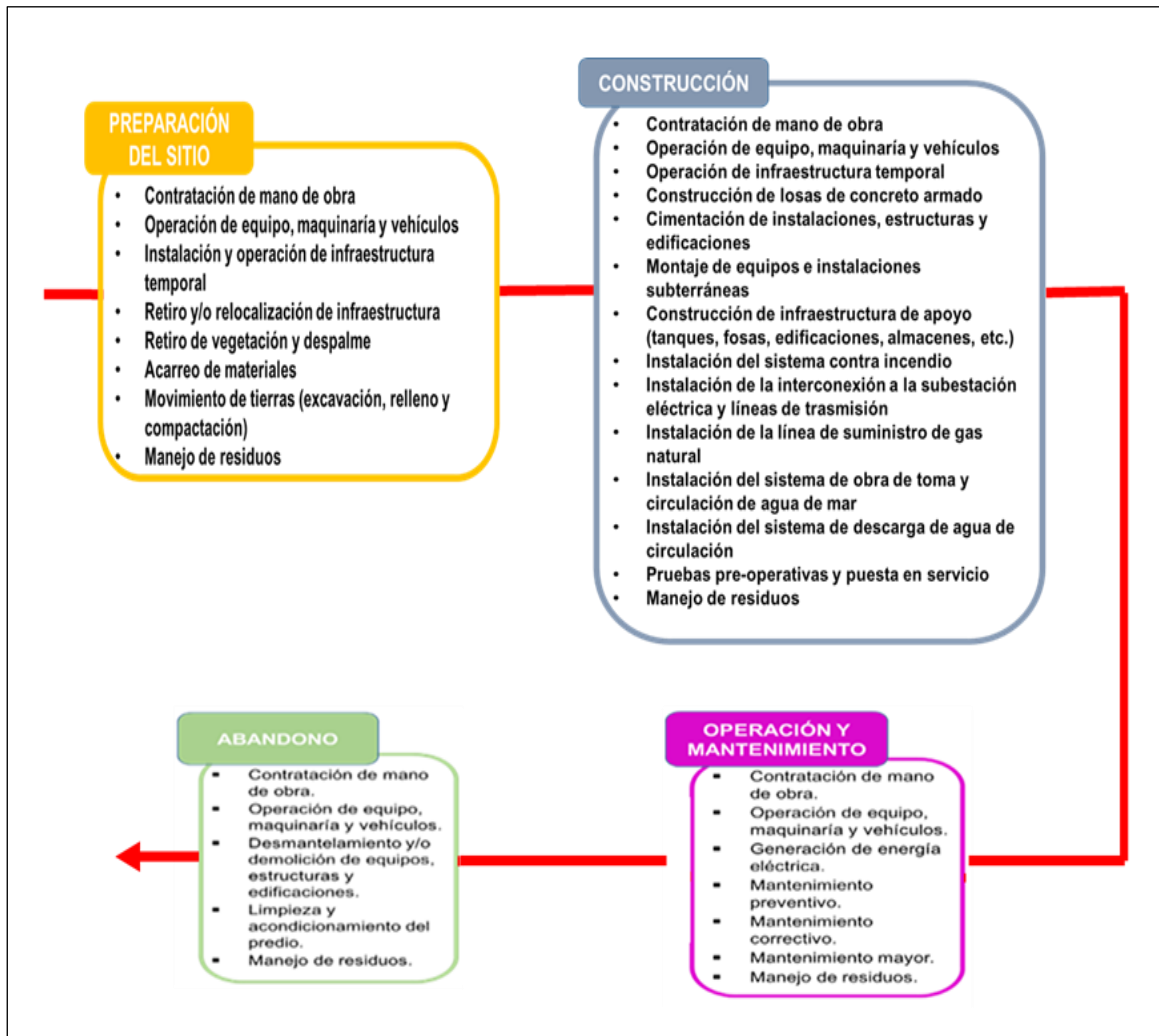 PREPARACIÓN
DEL SITIO
• Contratación de mano de obra
• Operación de equipo, maquinaría y vehículos
• Instalación y operación de infraestructura
temporal
• Retiro y/o relocalización de infraestructura
• Retiro de vegetación y despalme
• Acarreo de materiales
• Movimiento de tierras (excavación, relleno y
compactación)
• Manejo de residuos
CONSTRUCCIÓN
• Contratación de mano de obra
• Operación de equipo, maquinaría y vehículos
• Operación de infraestructura temporal
• Construcción de losas de concreto armado
• Cimentación de instalaciones, estructuras y
edificaciones
• Montaje de equipos e instalaciones
subterráneas
• Construcción de infraestructura de apoyo
(tanques, fosas, edificaciones, almacenes, etc.)
• Instalación del sistema contra incendio
• Instalación de la interconexión a la subestación
eléctrica y líneas de trasmisión
• Instalación de la línea de suministro de gas
natural
• Instalación del sistema de obra de toma y
circulación de agua de mar
• Instalación del sistema de descarga de agua de
circulación
• Pruebas pre-operativas y puesta en servicio
• Manejo de residuos
ABANDONO
▪ Contratación de mano
de obra.
▪ Operación de equipo,
maquinaría y vehículos.
▪ Desmantelamiento y/o
demolición de equipos,
estructuras y
edificaciones.
▪ Limpieza y
acondicionamiento del
predio.
▪ Manejo de residuos.
OPERACIÓN Y
MANTENIMIENTO
▪ Contratación de mano
de obra.
▪ Operación de equipo,
maquinaría y vehículos.
▪ Generación de energía
eléctrica.
▪ Mantenimiento
preventivo.
▪ Mantenimiento
correctivo.
▪ Mantenimiento mayor.
▪ Manejo de residuos.